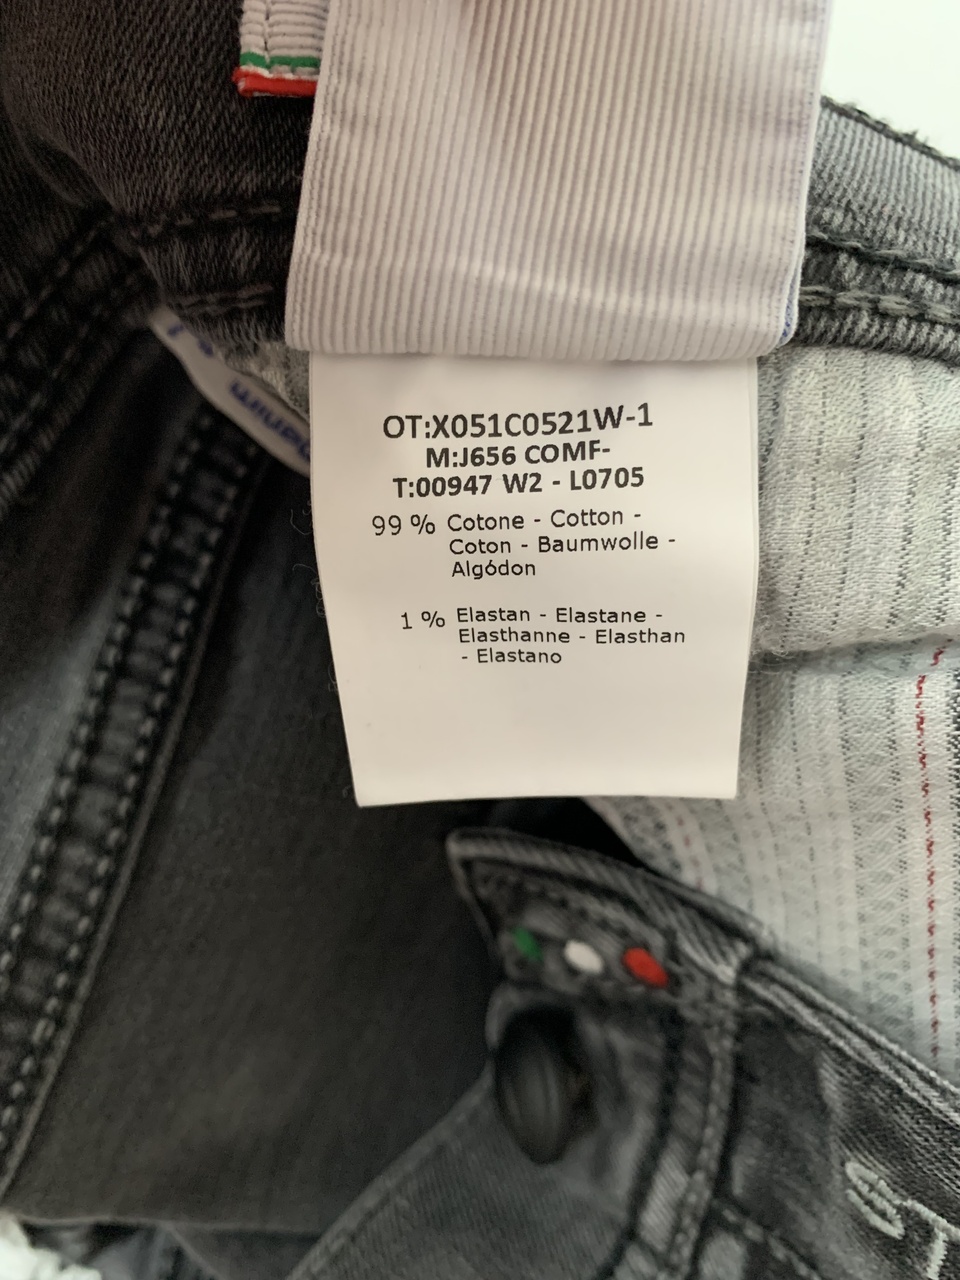 OT:X051C0521W-1
M:J656 COMF-
T:00947 W2 - L0705
99 % Cotone - Cotton -
Coton - Baumwolle -
Algódon
1 % Elastan - Elastane -
Elasthanne - Elasthan
- Elastano